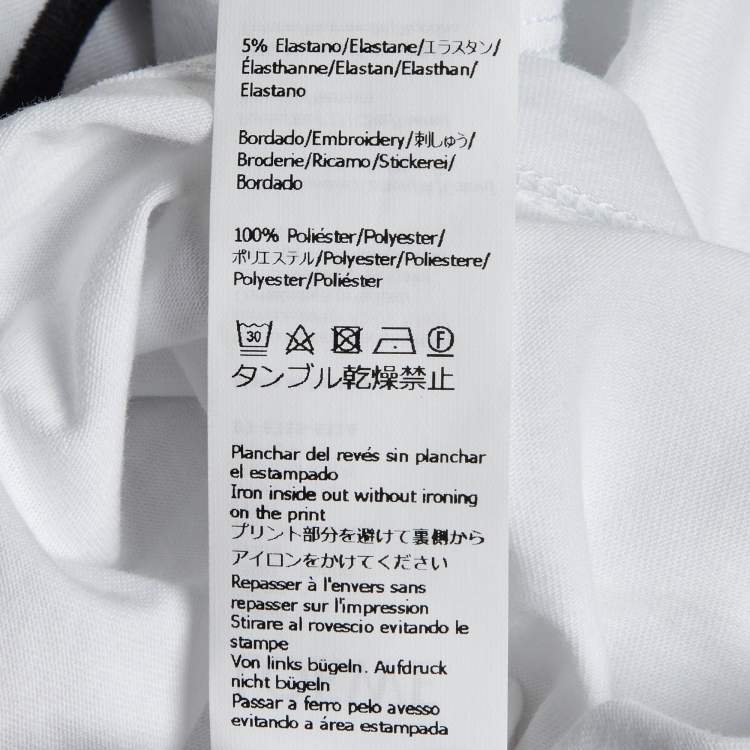 5% Elastano/Elastane/エラスタン/
Élasthanne/Elastan/Elasthan/
Elastano
Bordado/Embroidery/刺しゅう/
Broderie/Ricamo/Stickerei/
Bordado
100% Poliéster/Polyester/
ポリエステル/Polyester/Poliestere/
Polyester/Poliéster
30 F
タンブル乾燥禁止
Planchar del revés sin planchar
el estampado
Iron inside out without ironing
on the print
プリント部分を避けて裏側から
アイロンをかけてください
Repasser à l'envers sans
repasser sur l'impression
Stirare al rovescio evitando le
stampe
Von links bügeln. Aufdruck
nicht bügeln
Passar a ferro pelo avesso
evitando a área estampada